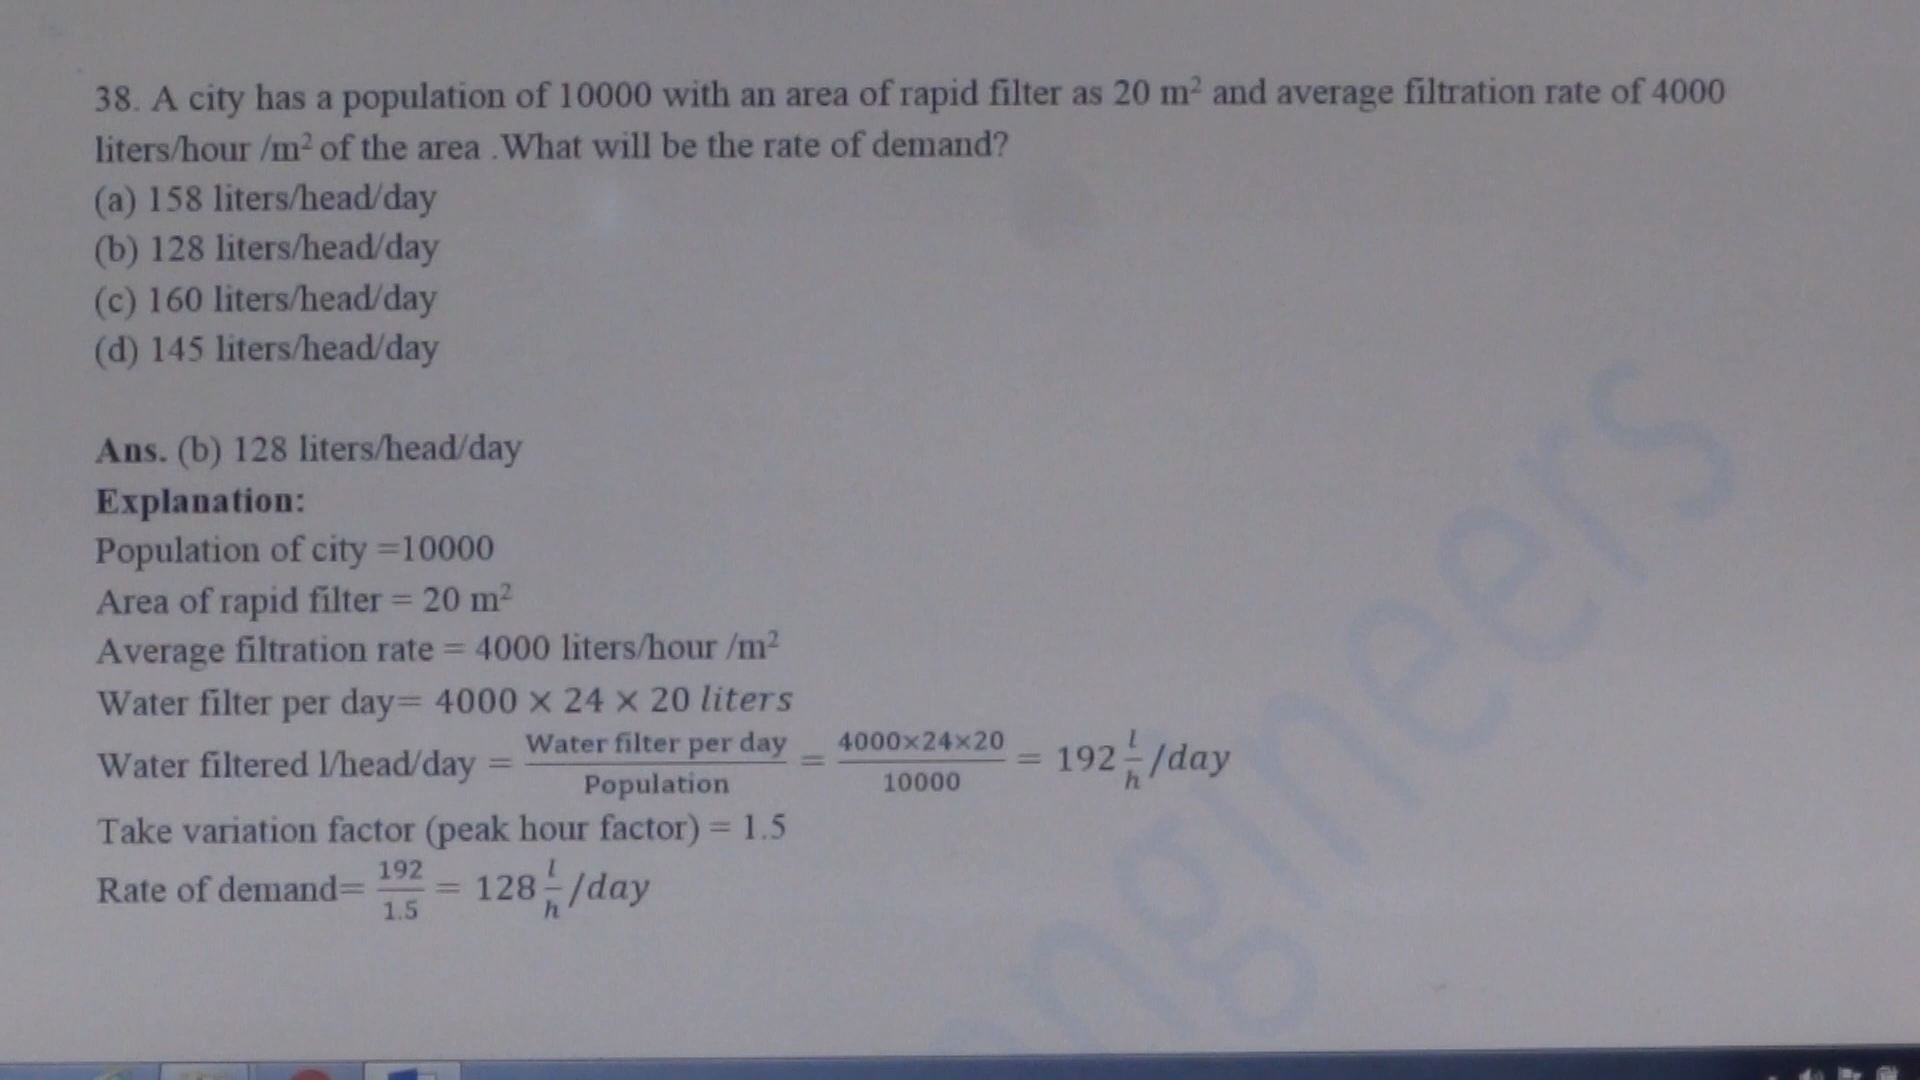 38. A city has a population of 10000 with an area of rapid filter as 20 m² and average filtration rate of 4000
liters/hour /m² of the area .What will be the rate of demand?
(a) 158 liters/head/day
(b) 128 liters/head/day
(c) 160 liters/head/day
(d) 145 liters/head/day
Ans. (b) 128 liters/head/day
Explanation:
Population of city =10000
Area of rapid filter = 20 m²
Average filtration rate = 4000 liters/hour /m²
Water filter per day= 4000 × 24 × 20 liters
Water filtered l/head/day = Water filter per day / Population = 4000×24×20 / 10000 = 192 l/h /day
Take variation factor (peak hour factor) = 1.5
Rate of demand= 192/1.5 = 128 l/h /day
ngineers